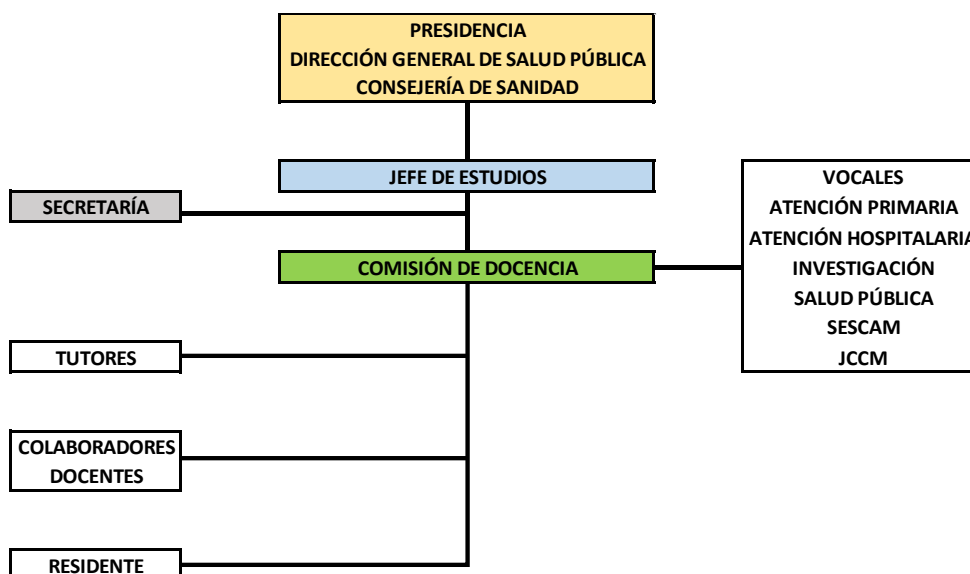 PRESIDENCIA
DIRECCIÓN GENERAL DE SALUD PÚBLICA
CONSEJERÍA DE SANIDAD
JEFE DE ESTUDIOS
SECRETARÍA
COMISIÓN DE DOCENCIA
VOCALES
ATENCIÓN PRIMARIA
ATENCIÓN HOSPITALARIA
INVESTIGACIÓN
SALUD PÚBLICA
SESCAM
JCCM
TUTORES
COLABORADORES
DOCENTES
RESIDENTE